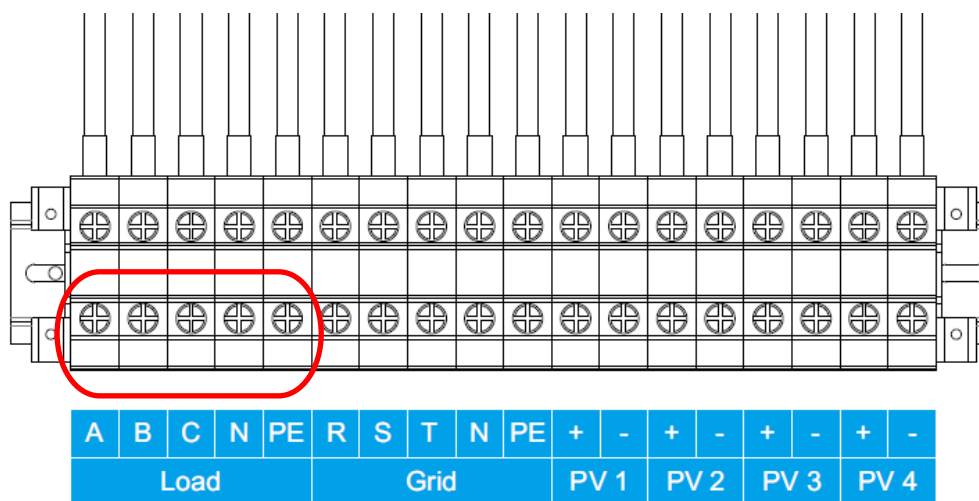 A B C N PE R S T N PE + - + - + - + -
Load Grid PV 1 PV 2 PV 3 PV 4